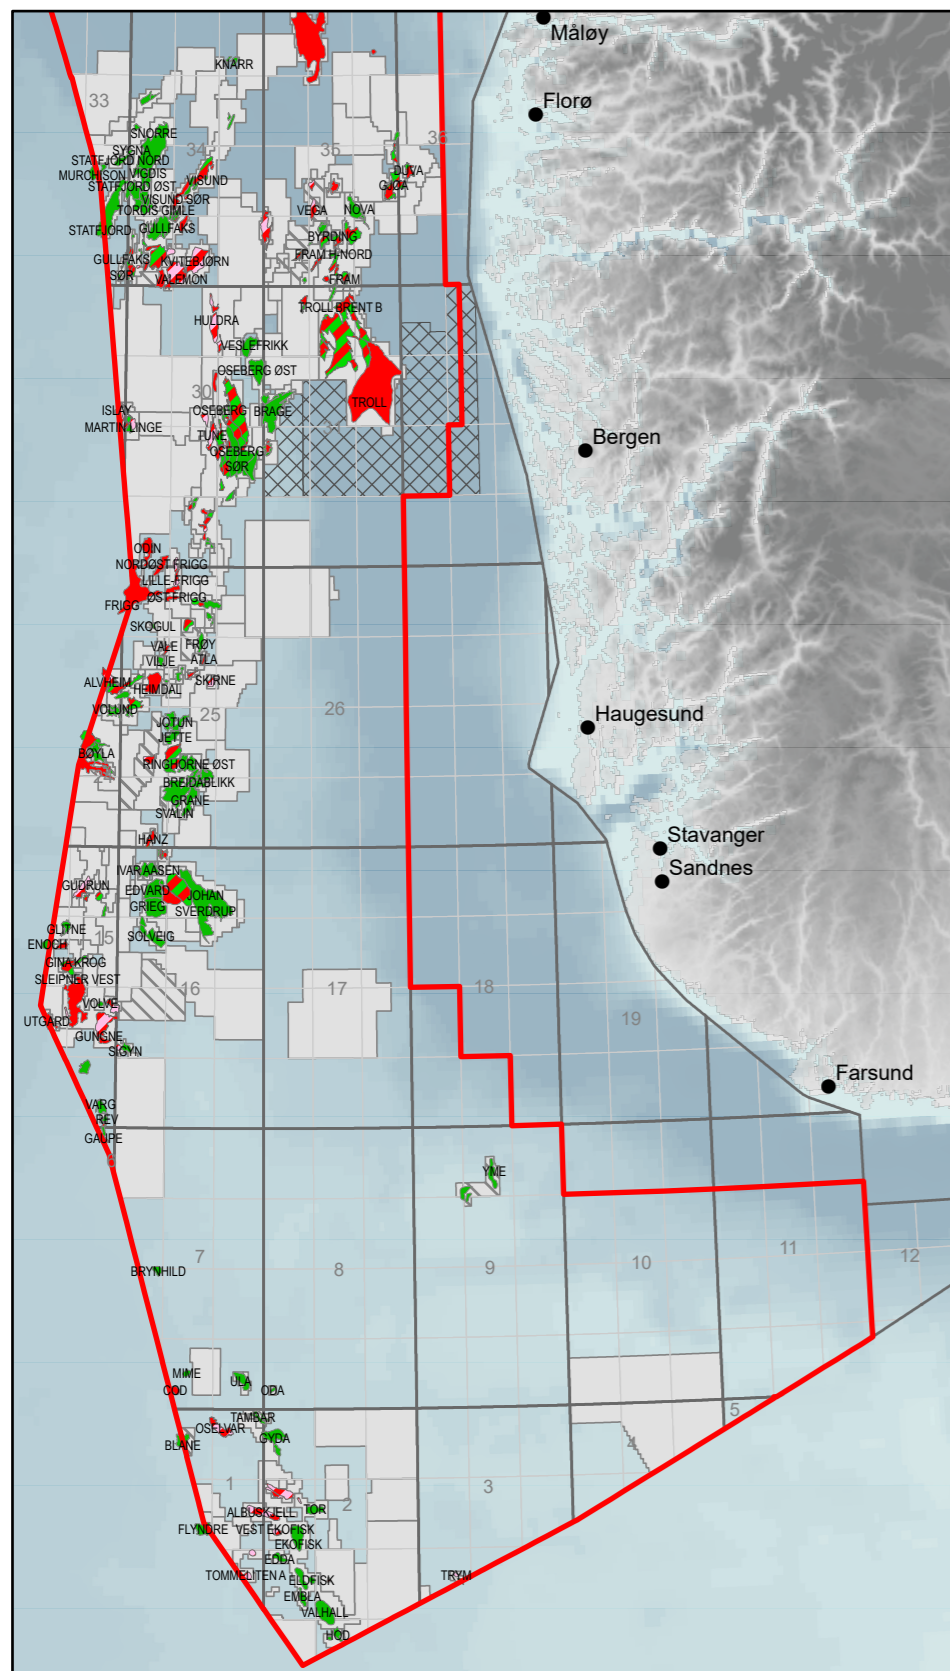 Måløy
KNARR
33
Florø
SNORRE
34
35
36
SYGNA
STATFJORD NORD
MURCHISON
VIGDIS
DUVA
STATFJORD ØST
VISUND
GJØA
VISUND SØR
TORDIS GIMLE
VEGA
NOVA
STATFJORD
GULLFAKS
BYRDING
GULLFAKS
SØR
KVITEBJØRN
FRAM H-NORD
VALEMON
FRAM
HULDRA
TROLL BRENT B
VESLEFRIKK
OSEBERG ØST
30
TROLL
ISLAY
OSEBERG
BRAGE
MARTIN LINGE
TUNE
31
Bergen
OSEBERG
SØR
ODIN
NORDØST FRIGG
LILLE-FRIGG
ØST FRIGG
FRIGG
SKOGUL
VALE
FRØY
VILJE
ATLA
ALVHEIM
HEIMDAL
SKIRNE
VOLUND
25
26
Haugesund
JOTUN
JETTE
BØYLA
RINGHORNE ØST
24
BREIDABLIKK
GRANE
SVALIN
HANZ
Stavanger
IVAR AASEN
Sandnes
GUDRUN
EDVARD
GRIEG
JOHAN
SVERDRUP
GLITNE
SOLVEIG
ENOCH
15
GINA KROG
SLEIPNER VEST
16
17
18
19
VOLVE
UTGARD
GUNGNE
SIGYN
Farsund
VARG
REV
GAUPE
YME
7
8
9
10
11
12
BRYNHILD
MIME
ULA
COD
ODA
TAMBAR
OSELVAR
5
BLANE
GYDA
4
1
2
3
ALBUSKJELL
TOR
FLYNDRE
VEST EKOFISK
EKOFISK
EDDA
TOMMELITEN A
ELDFISK
TRYM
EMBLA
VALHALL
HOD